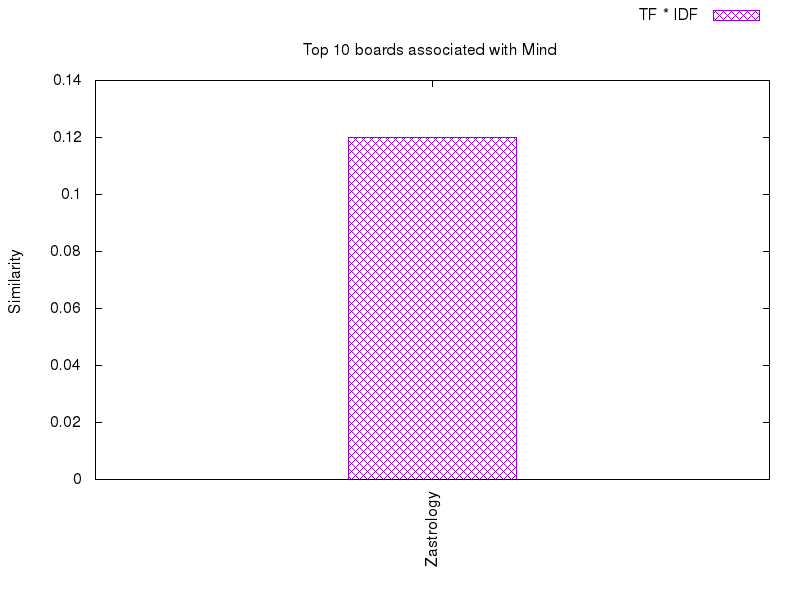 TF * IDF
Top 10 boards associated with Mind
0.14
0.12
0.1
0.08
0.06
0.04
0.02
0
Similarity
Zastrology